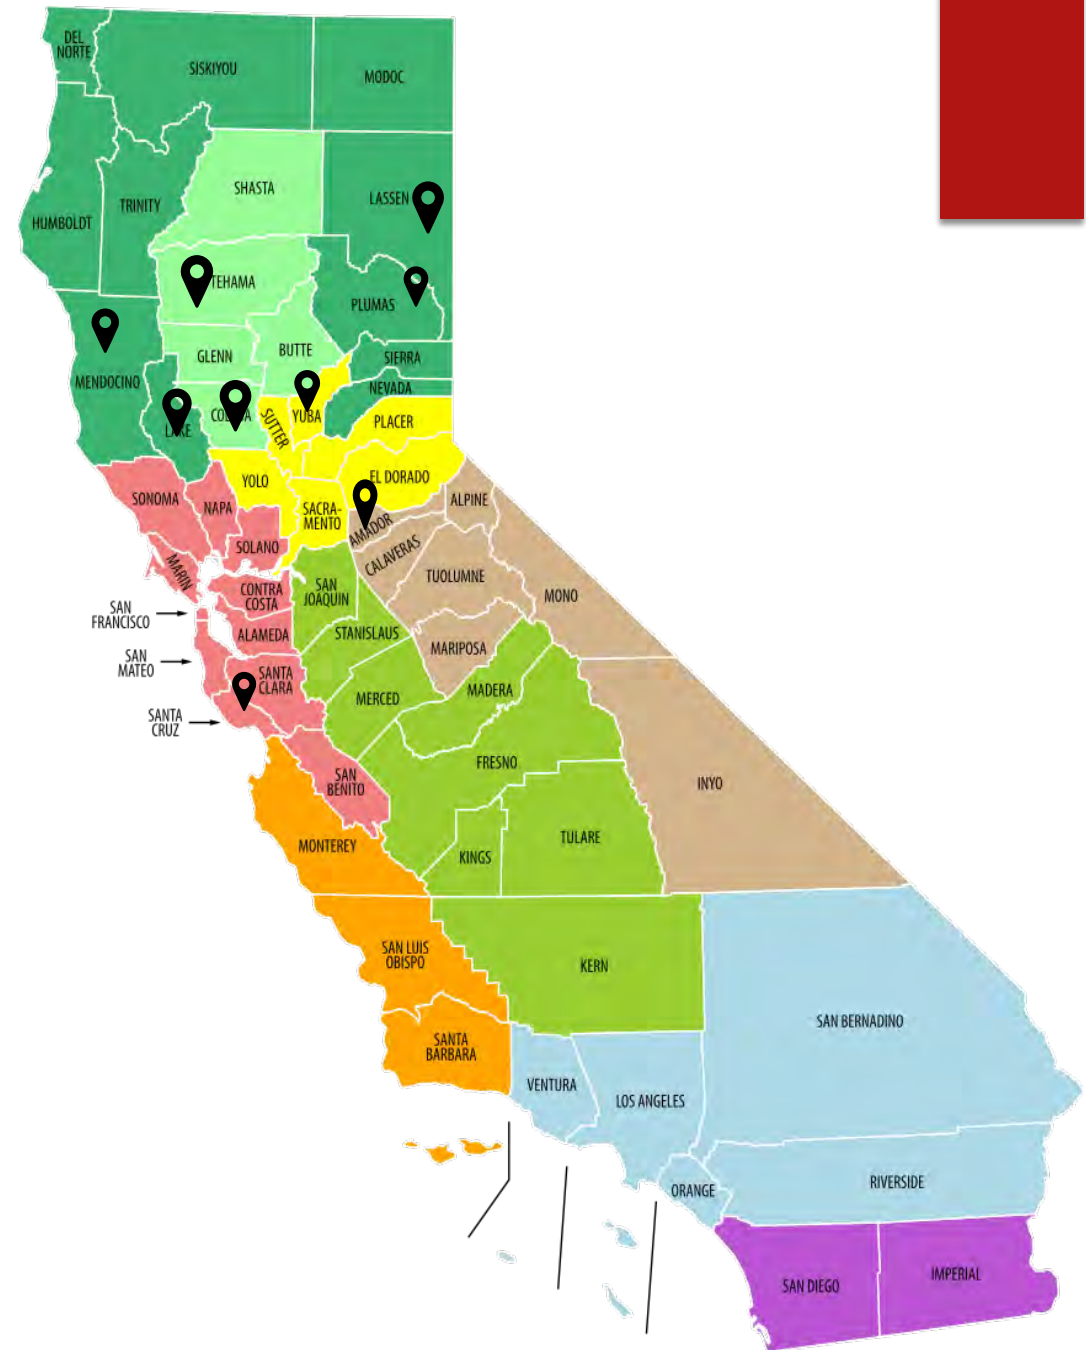 DEL
NORTE
SISKIYOU
MODOC
SHASTA
LASSEN
TRINITY
HUMBOLDT
TEHAMA
PLUMAS
GLENN
BUTTE
SIERRA
MENDOCINO
NEVADA
LAKE
COLUSA
SUTTER
YUBA
PLACER
YOLO
EL DORADO
SONOMA
NAPA
SACRA-
MENTO
ALPINE
AMADOR
SOLANO
CALAVERAS
MARIN
CONTRA
COSTA
SAN
JOAQUIN
TUOLUMNE
MONO
SAN
FRANCISCO
ALAMEDA
STANISLAUS
MARIPOSA
SAN
MATEO
SANTA
CLARA
MERCED
MADERA
SANTA
CRUZ
FRESNO
SAN
BENITO
INYO
MONTEREY
KINGS
TULARE
SAN LUIS
OBISPO
KERN
SAN BERNADINO
SANTA
BARBARA
VENTURA
LOS ANGELES
ORANGE
RIVERSIDE
SAN DIEGO
IMPERIAL